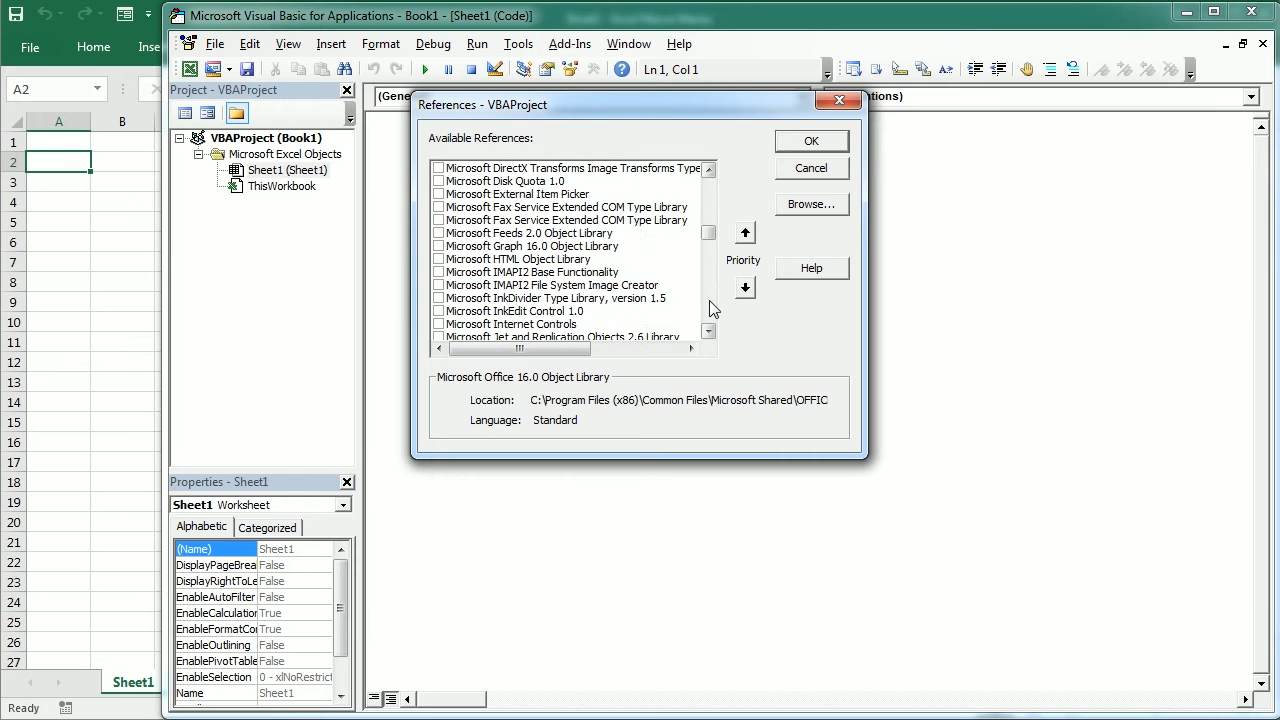 Microsoft Visual Basic for Applications - Book1 - [Sheet1 (Code)]
File Home Inse
File Edit View Insert Format Debug Run Tools Add-Ins Window Help
Ln 1, Col 1
A2
Project - VBAProject
VBAProject (Book1)
Microsoft Excel Objects
Sheet1 (Sheet1)
ThisWorkbook
(Gene
ations)
References - VBAProject
Available References:
Microsoft DirectX Transforms Image Transforms Type
Microsoft Disk Quota 1.0
Microsoft External Item Picker
Microsoft Fax Service Extended COM Type Library
Microsoft Fax Service Extended COM Type Library
Microsoft Feeds 2.0 Object Library
Microsoft Graph 16.0 Object Library
Microsoft HTML Object Library
Microsoft IMAPI2 Base Functionality
Microsoft IMAPI2 File System Image Creator
Microsoft InkDivider Type Library, version 1.5
Microsoft InkEdit Control 1.0
Microsoft Internet Controls
Microsoft Jet and Replication Objects 2.6 Library
OK
Cancel
Browse...
Priority
Help
Microsoft Office 16.0 Object Library
Location: C:\Program Files (x86)\Common Files\Microsoft Shared\OFFIC
Language: Standard
A B
1
2
3
4
5
6
7
8
9
10
11
12
13
14
15
16
17
18
19
20
21
22
23
24
25
26
27
Properties - Sheet1
Sheet1 Worksheet
Alphabetic Categorized
(Name) Sheet1
DisplayPageBrea False
DisplayRightToLe False
EnableAutoFilter False
EnableCalculation True
EnableFormatCo True
EnableOutlining False
EnablePivotTable False
EnableSelection 0 - xlNoRestrict
Name Sheet1
Sheet1
Ready